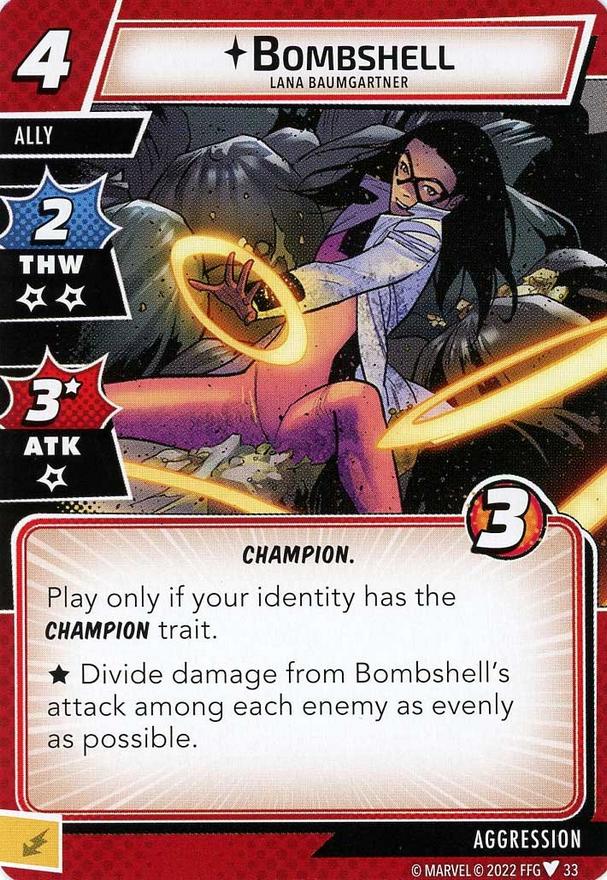 4
BOMBSHELL
LANA BAUMGARTNER
ALLY
2
THW
3
ATK
3
CHAMPION.
Play only if your identity has the
CHAMPION trait.
★ Divide damage from Bombshell's
attack among each enemy as evenly
as possible.
AGGRESSION
© MARVEL © 2022 FFG 33